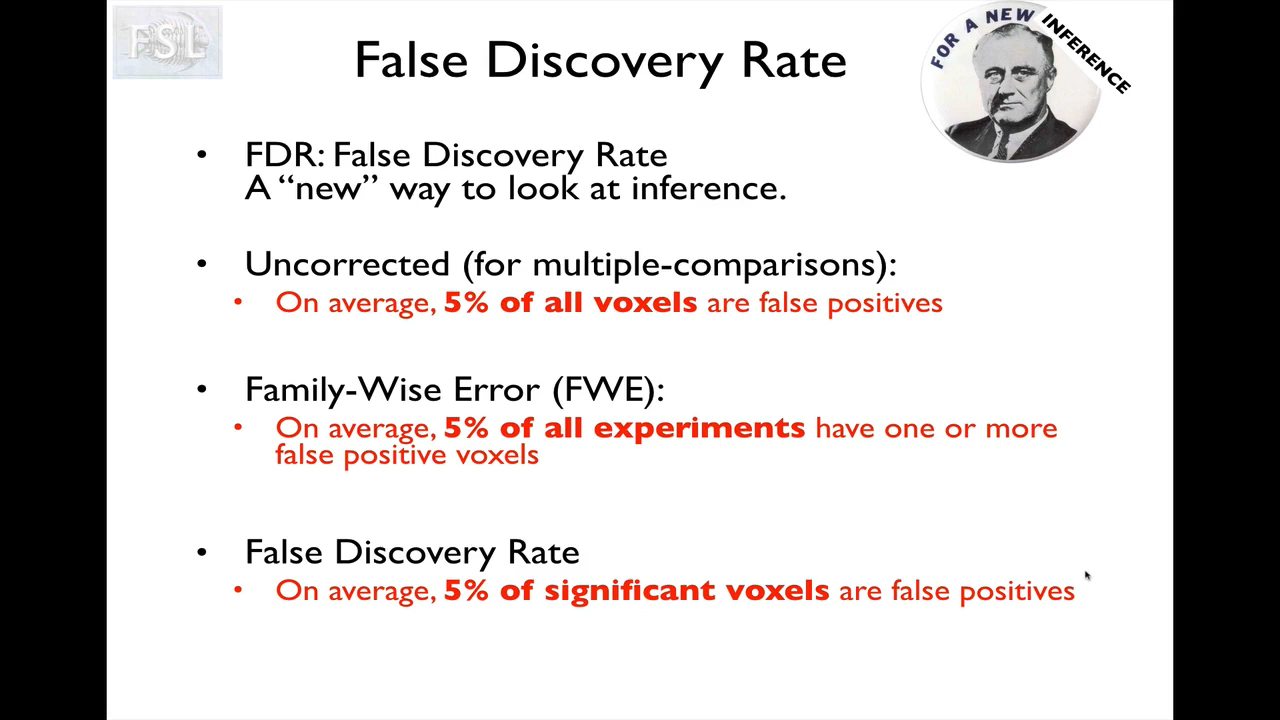 FSL
False Discovery Rate
FOR A NEW INFERENCE
• FDR: False Discovery Rate
A “new” way to look at inference.
• Uncorrected (for multiple-comparisons):
• On average, 5% of all voxels are false positives
• Family-Wise Error (FWE):
• On average, 5% of all experiments have one or more
false positive voxels
• False Discovery Rate
• On average, 5% of significant voxels are false positives